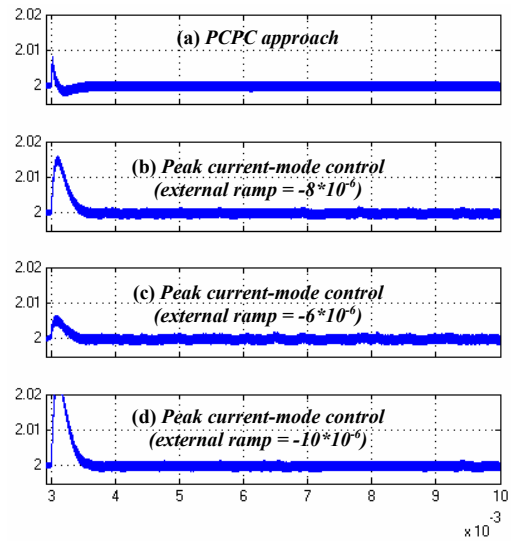 2.02
(a) PCPC approach
2.01
2
2.02
(b) Peak current-mode control
2.01
(external ramp = -8*10-6)
2
2.02
(c) Peak current-mode control
2.01
(external ramp = -6*10-6)
2
2.02
(d) Peak current-mode control
2.01
(external ramp = -10*10-6)
2
3 4 5 6 7 8 9 10
x 10-3